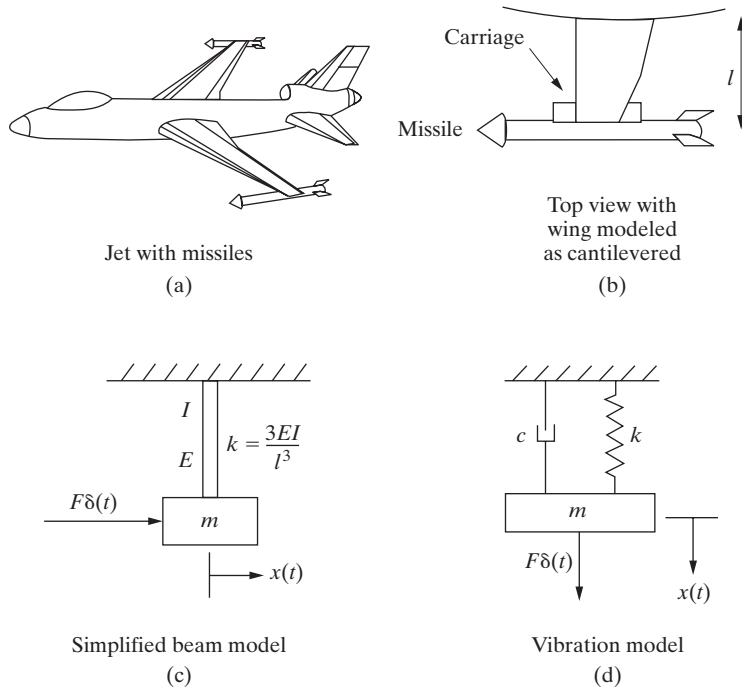 Carriage
l
Missile
Top view with
wing modeled
as cantilevered
Jet with missiles
(a)
(b)
I
E
k = 3EI/l³
Fδ(t)
m
x(t)
c
k
m
Fδ(t)
x(t)
Simplified beam model
(c)
Vibration model
(d)